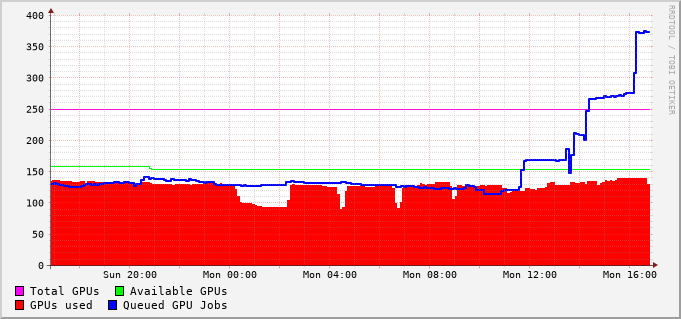 400
350
300
250
200
150
100
50
0
Sun 20:00 Mon 00:00 Mon 04:00 Mon 08:00 Mon 12:00 Mon 16:00
Total GPUs Available GPUs
GPUs used Queued GPU Jobs
RRDTOOL / TOBI OETIKER